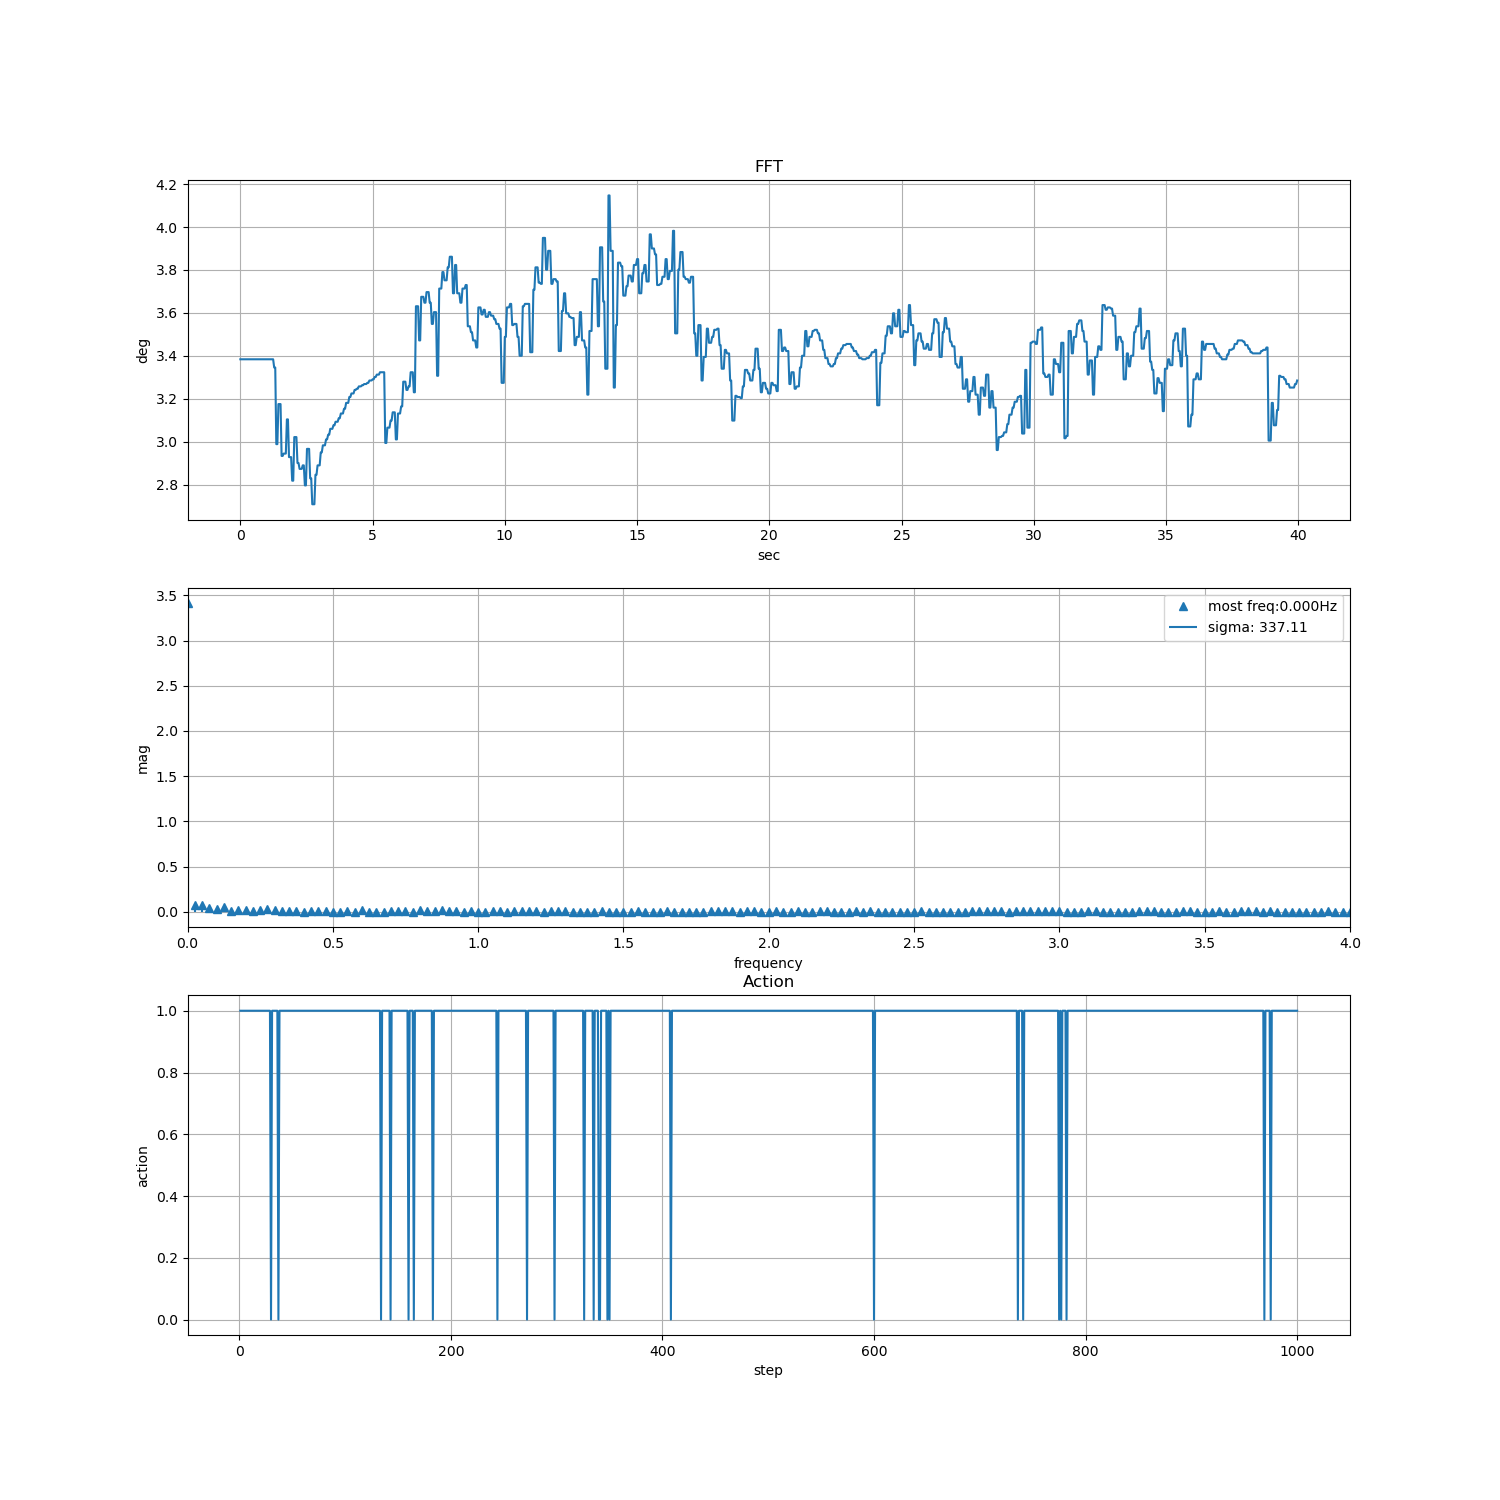 FFT
4.2
4.0
3.8
3.6
3.4
3.2
3.0
2.8
deg
0 5 10 15 20 25 30 35 40
sec
3.5
3.0
2.5
2.0
1.5
1.0
0.5
0.0
mag
most freq:0.000Hz
sigma: 337.11
0.0 0.5 1.0 1.5 2.0 2.5 3.0 3.5 4.0
frequency
Action
1.0
0.8
0.6
0.4
0.2
0.0
action
0 200 400 600 800 1000
step